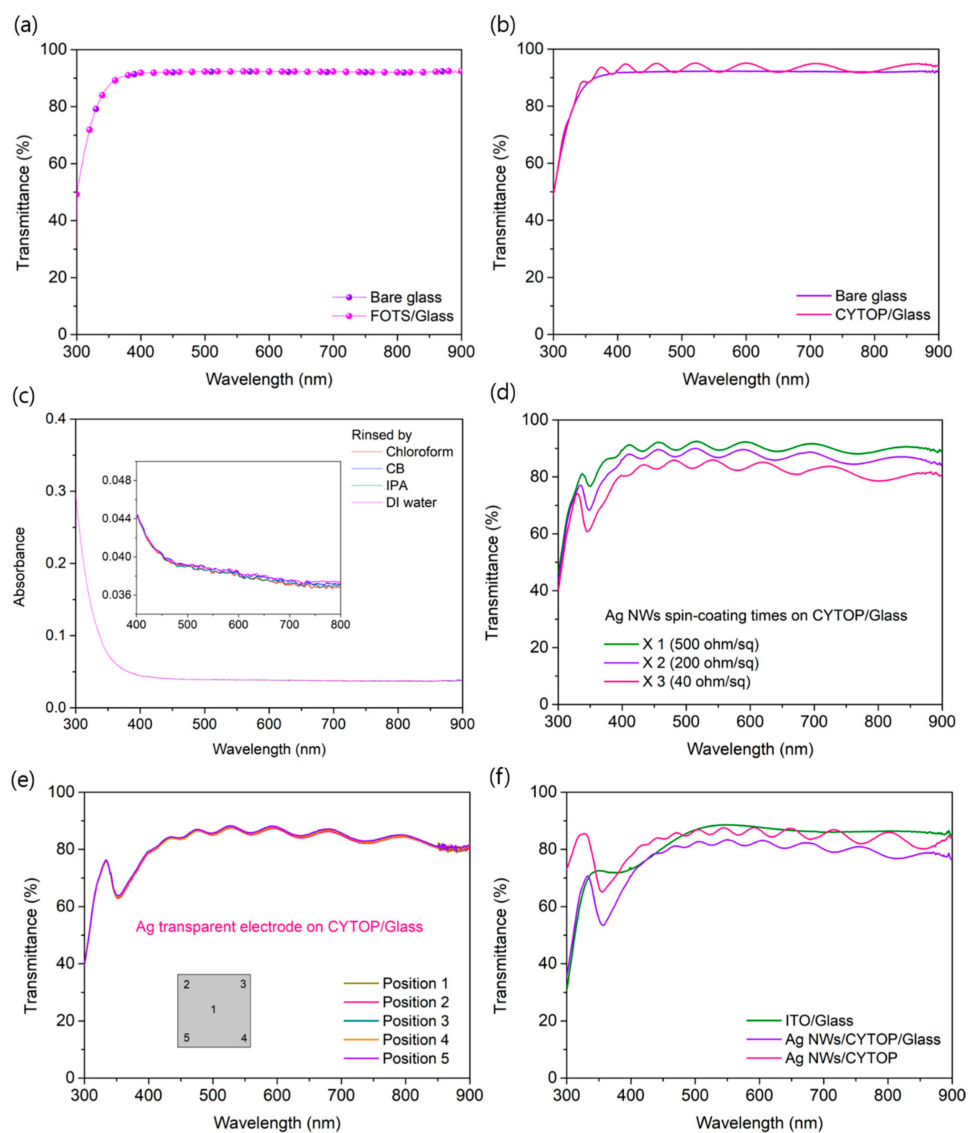 (a)
100
80
60
40
20
0
Transmittance (%)
Bare glass
FOTS/Glass
300 400 500 600 700 800 900
Wavelength (nm)
(b)
100
80
60
40
20
0
Transmittance (%)
Bare glass
CYTOP/Glass
300 400 500 600 700 800 900
Wavelength (nm)
(c)
0.4
0.3
0.2
0.1
0.0
Absorbance
Rinsed by
Chloroform
CB
IPA
DI water
0.048
0.044
0.040
0.036
400 500 600 700 800
300 400 500 600 700 800 900
Wavelength (nm)
(d)
100
80
60
40
20
0
Transmittance (%)
Ag NWs spin-coating times on CYTOP/Glass
X 1 (500 ohm/sq)
X 2 (200 ohm/sq)
X 3 (40 ohm/sq)
300 400 500 600 700 800 900
Wavelength (nm)
(e)
100
80
60
40
20
0
Transmittance (%)
Ag transparent electrode on CYTOP/Glass
2 3
1
5 4
Position 1
Position 2
Position 3
Position 4
Position 5
300 400 500 600 700 800 900
Wavelength (nm)
(f)
100
80
60
40
20
0
Transmittance (%)
ITO/Glass
Ag NWs/CYTOP/Glass
Ag NWs/CYTOP
300 400 500 600 700 800 900
Wavelength (nm)